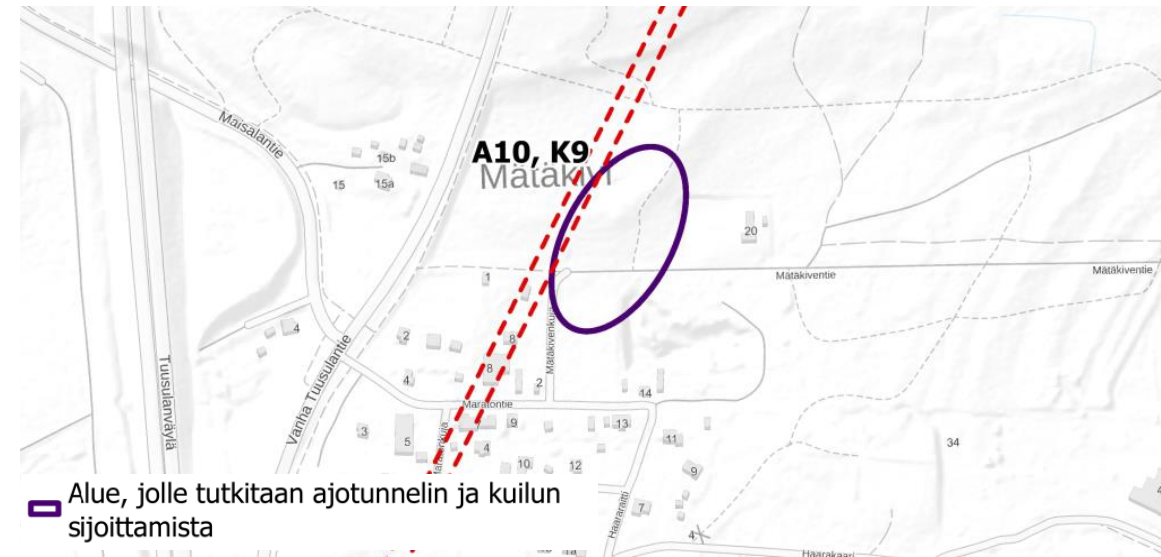 Maisalantie
15b
15
15a
A10, K9
Mätäkivi
20
Mätäkiventie
Mätäkiventie
1
4
2
8
8
Mätäkivenkuja
Tuusulanväylä
Vanha Tuusulantie
4
2
14
Maratontie
3
5
9
13
11
4
34
10
12
9
7
4
Haararaitti
Haarakaari
Alue, jolle tutkitaan ajotunnelin ja kuilun
sijoittamista